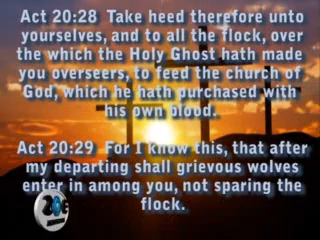 Act 20:28 Take heed therefore unto
yourselves, and to all the flock, over
the which the Holy Ghost hath made
you overseers, to feed the church of
God, which he hath purchased with
his own blood.
Act 20:29 For I know this, that after
my departing shall grievous wolves
enter in among you, not sparing the
flock.